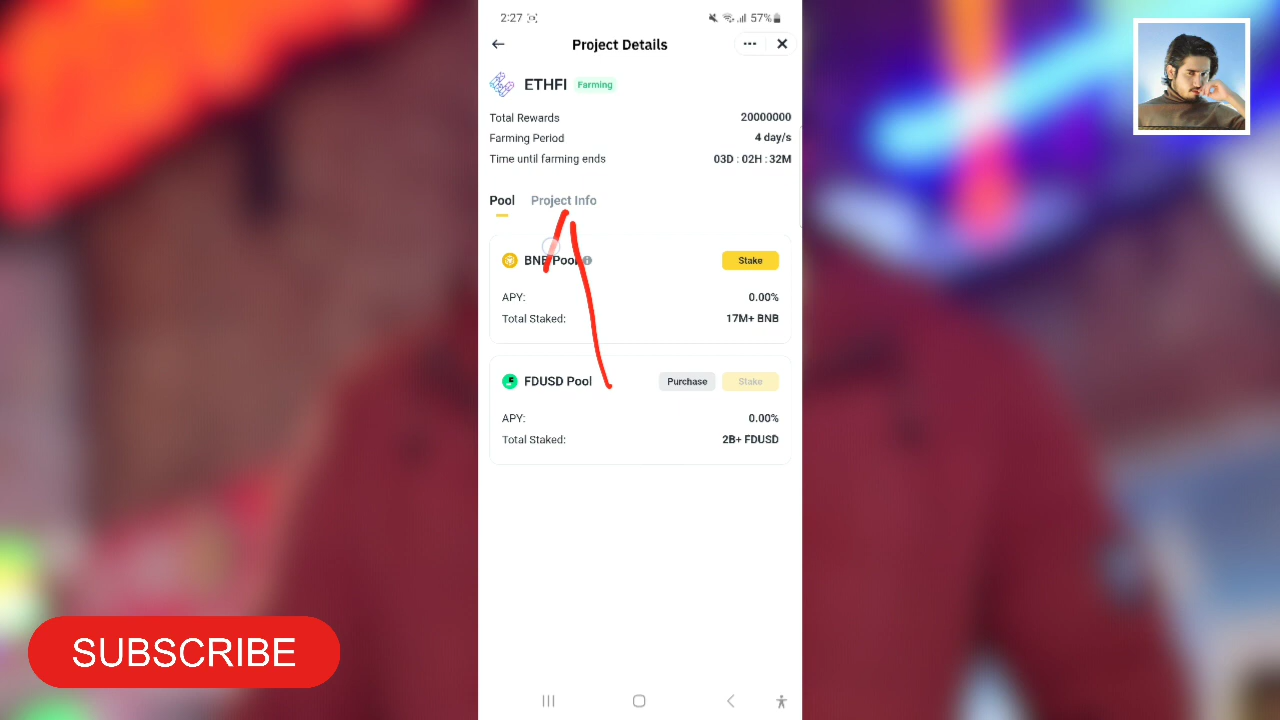 2:27 57%
Project Details
ETHFI Farming
Total Rewards 20000000
Farming Period 4 day/s
Time until farming ends 03D : 02H : 32M
Pool Project Info
BNB Pool Stake
APY: 0.00%
Total Staked: 17M+ BNB
FDUSD Pool Purchase Stake
APY: 0.00%
Total Staked: 2B+ FDUSD
SUBSCRIBE